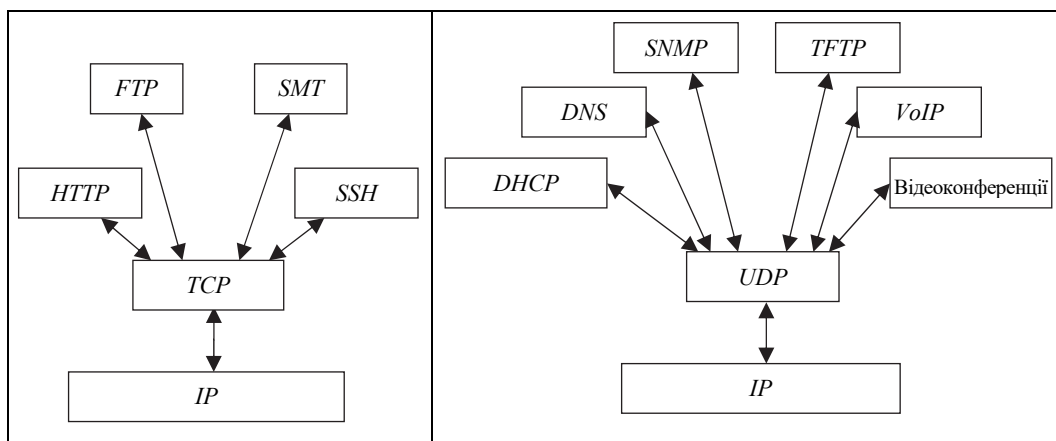 FTP
SMT
HTTP
SSH
TCP
IP
SNMP
TFTP
DNS
VoIP
DHCP
Відеоконференції
UDP
IP